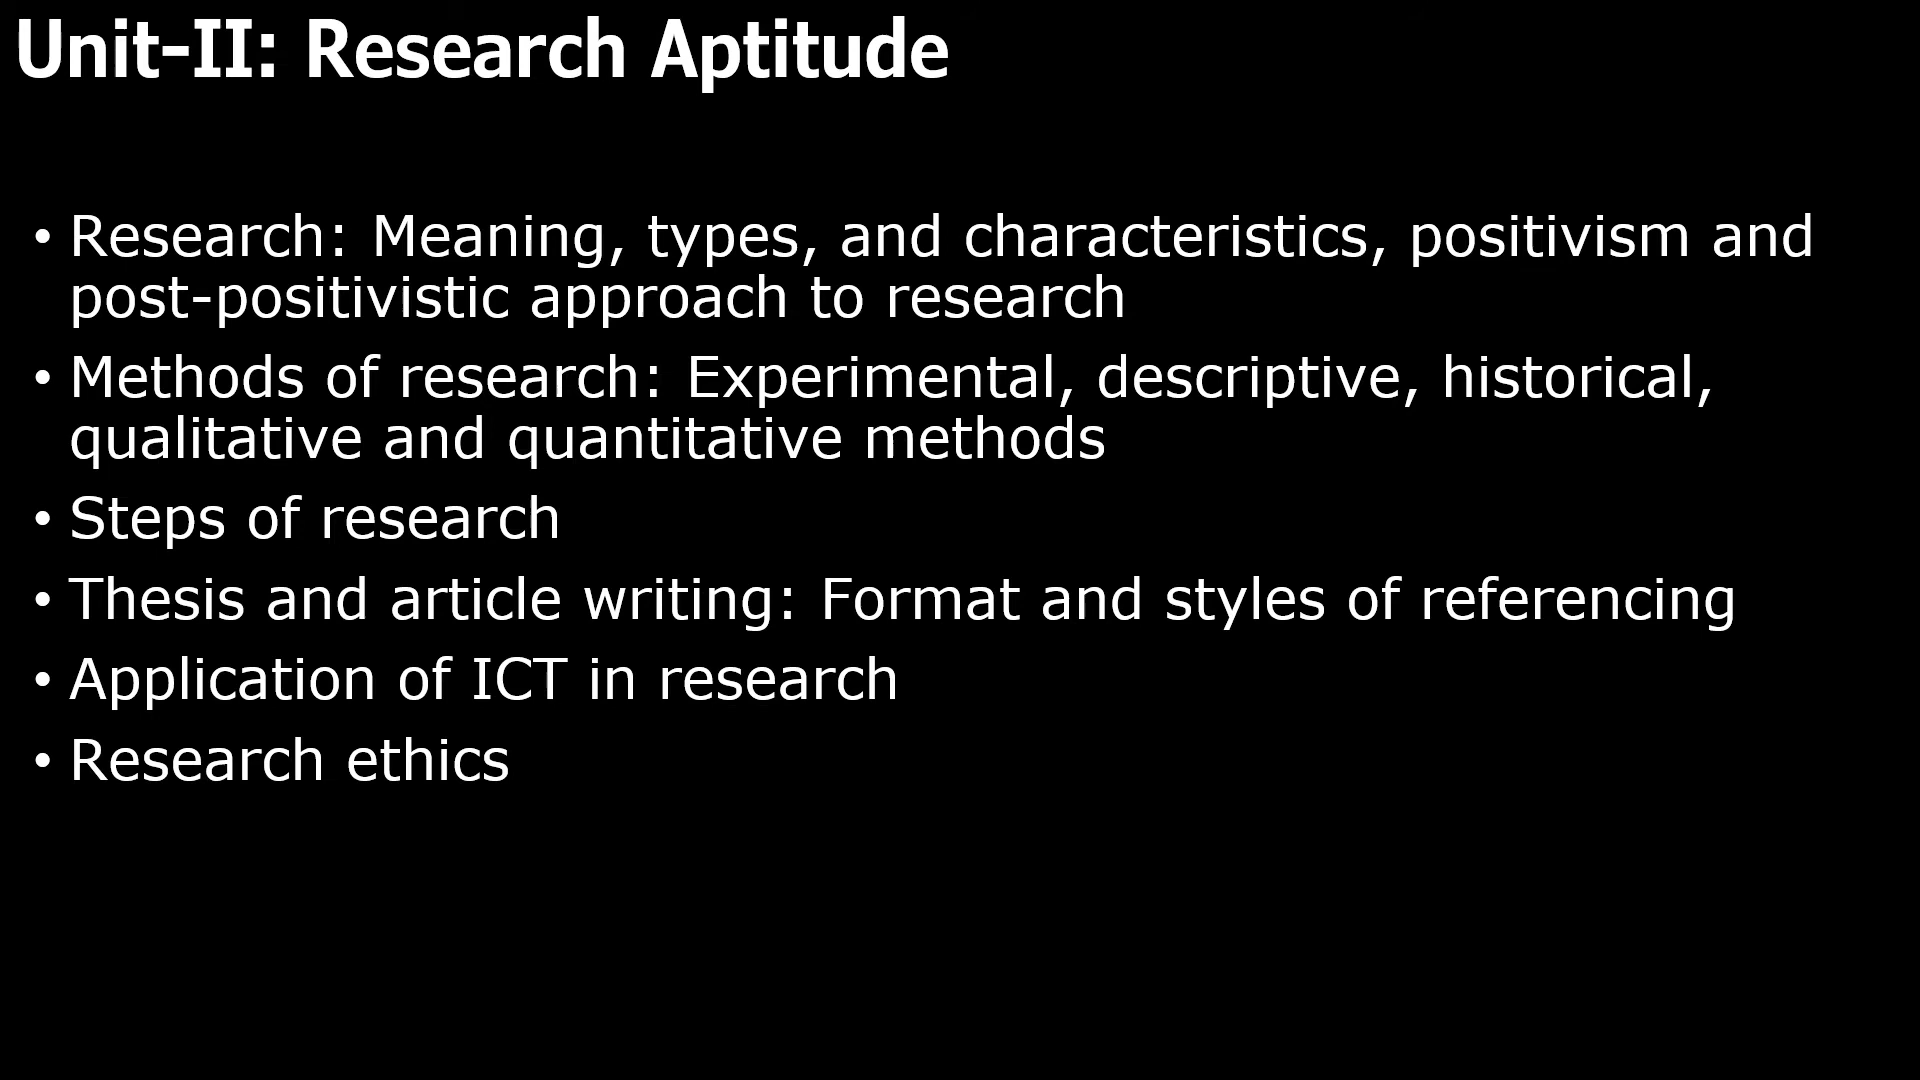 Unit-II: Research Aptitude
• Research: Meaning, types, and characteristics, positivism and
post-positivistic approach to research
• Methods of research: Experimental, descriptive, historical,
qualitative and quantitative methods
• Steps of research
• Thesis and article writing: Format and styles of referencing
• Application of ICT in research
• Research ethics